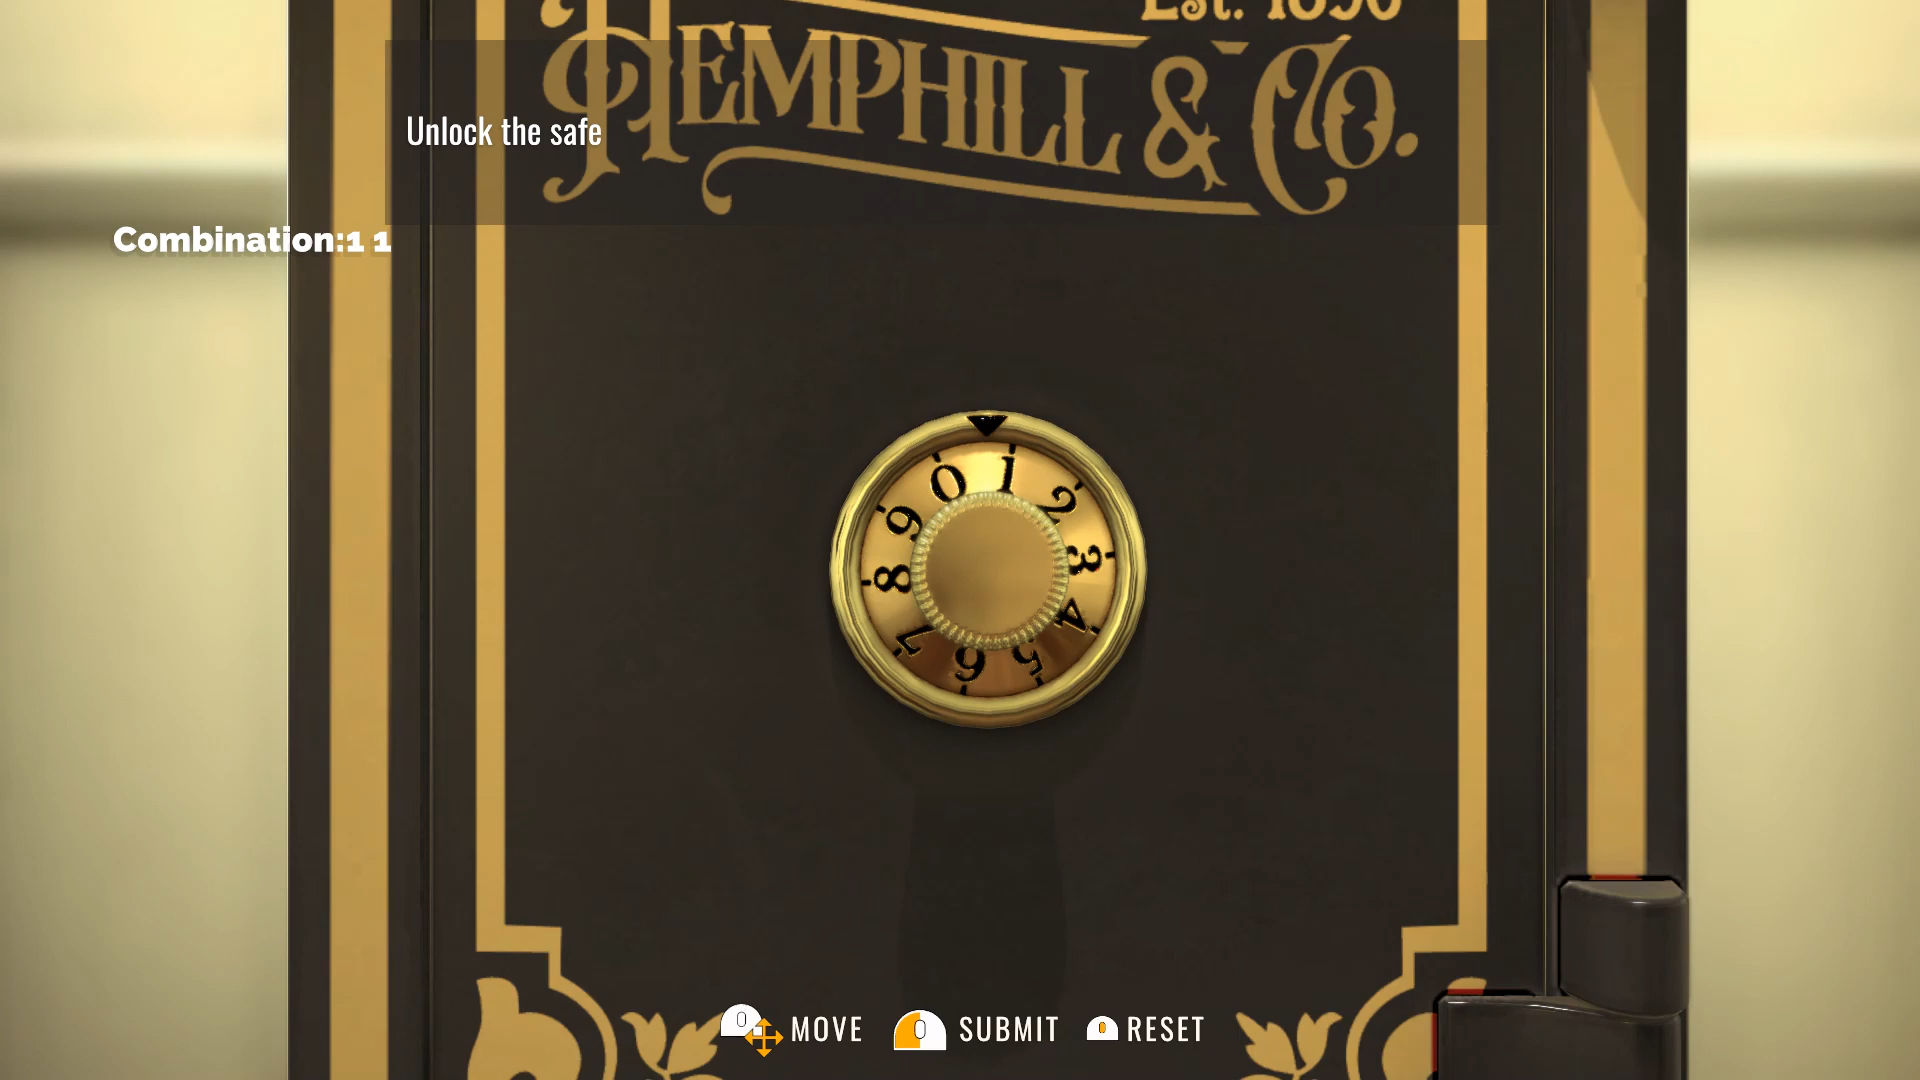 Est. 1890
HEMPHILL & CO.
Unlock the safe
Combination:1 1
0 1 2 3 4 5 6 7 8 9
MOVE SUBMIT RESET